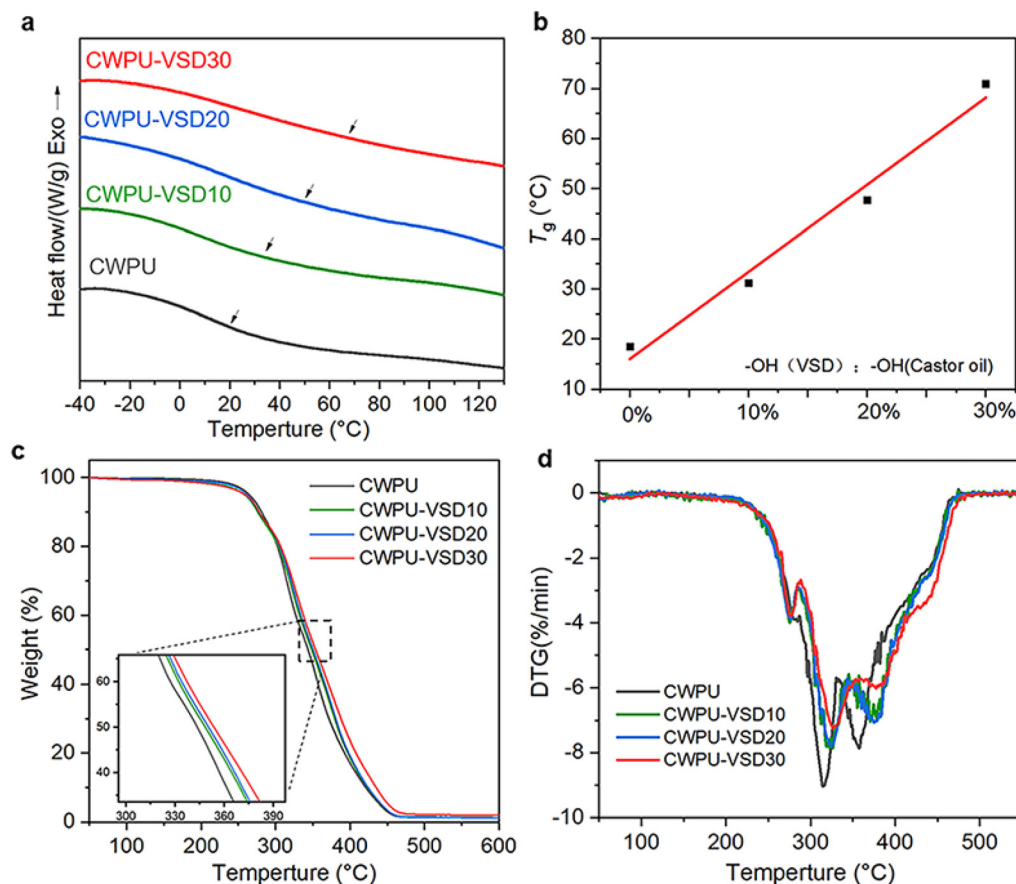 a
CWPU-VSD30
CWPU-VSD20
CWPU-VSD10
CWPU
Heat flow/(W/g) Exo →
-40 -20 0 20 40 60 80 100 120
Temperture (°C)
b
80
70
60
50
40
30
20
10
Tg (°C)
-OH（VSD）：-OH(Castor oil)
0% 10% 20% 30%
c
100
80
60
40
20
0
Weight (%)
CWPU
CWPU-VSD10
CWPU-VSD20
CWPU-VSD30
60
50
40
300 330 360 390
100 200 300 400 500 600
Temperture (°C)
d
0
-2
-4
-6
-8
-10
DTG(%/min)
CWPU
CWPU-VSD10
CWPU-VSD20
CWPU-VSD30
100 200 300 400 500
Temperture (°C)